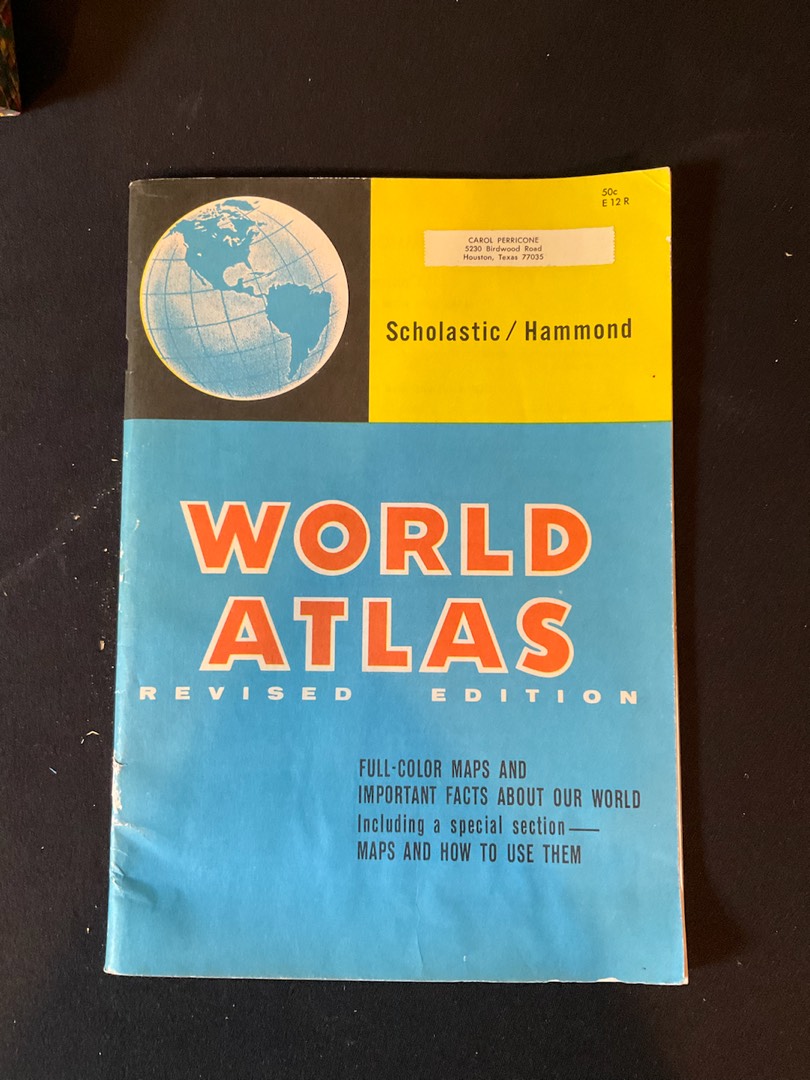 50c
E 12 R
CAROL PERRICONE
5230 Birdwood Road
Houston, Texas 77035
Scholastic / Hammond
WORLD
ATLAS
REVISED EDITION
FULL-COLOR MAPS AND
IMPORTANT FACTS ABOUT OUR WORLD
Including a special section—
MAPS AND HOW TO USE THEM